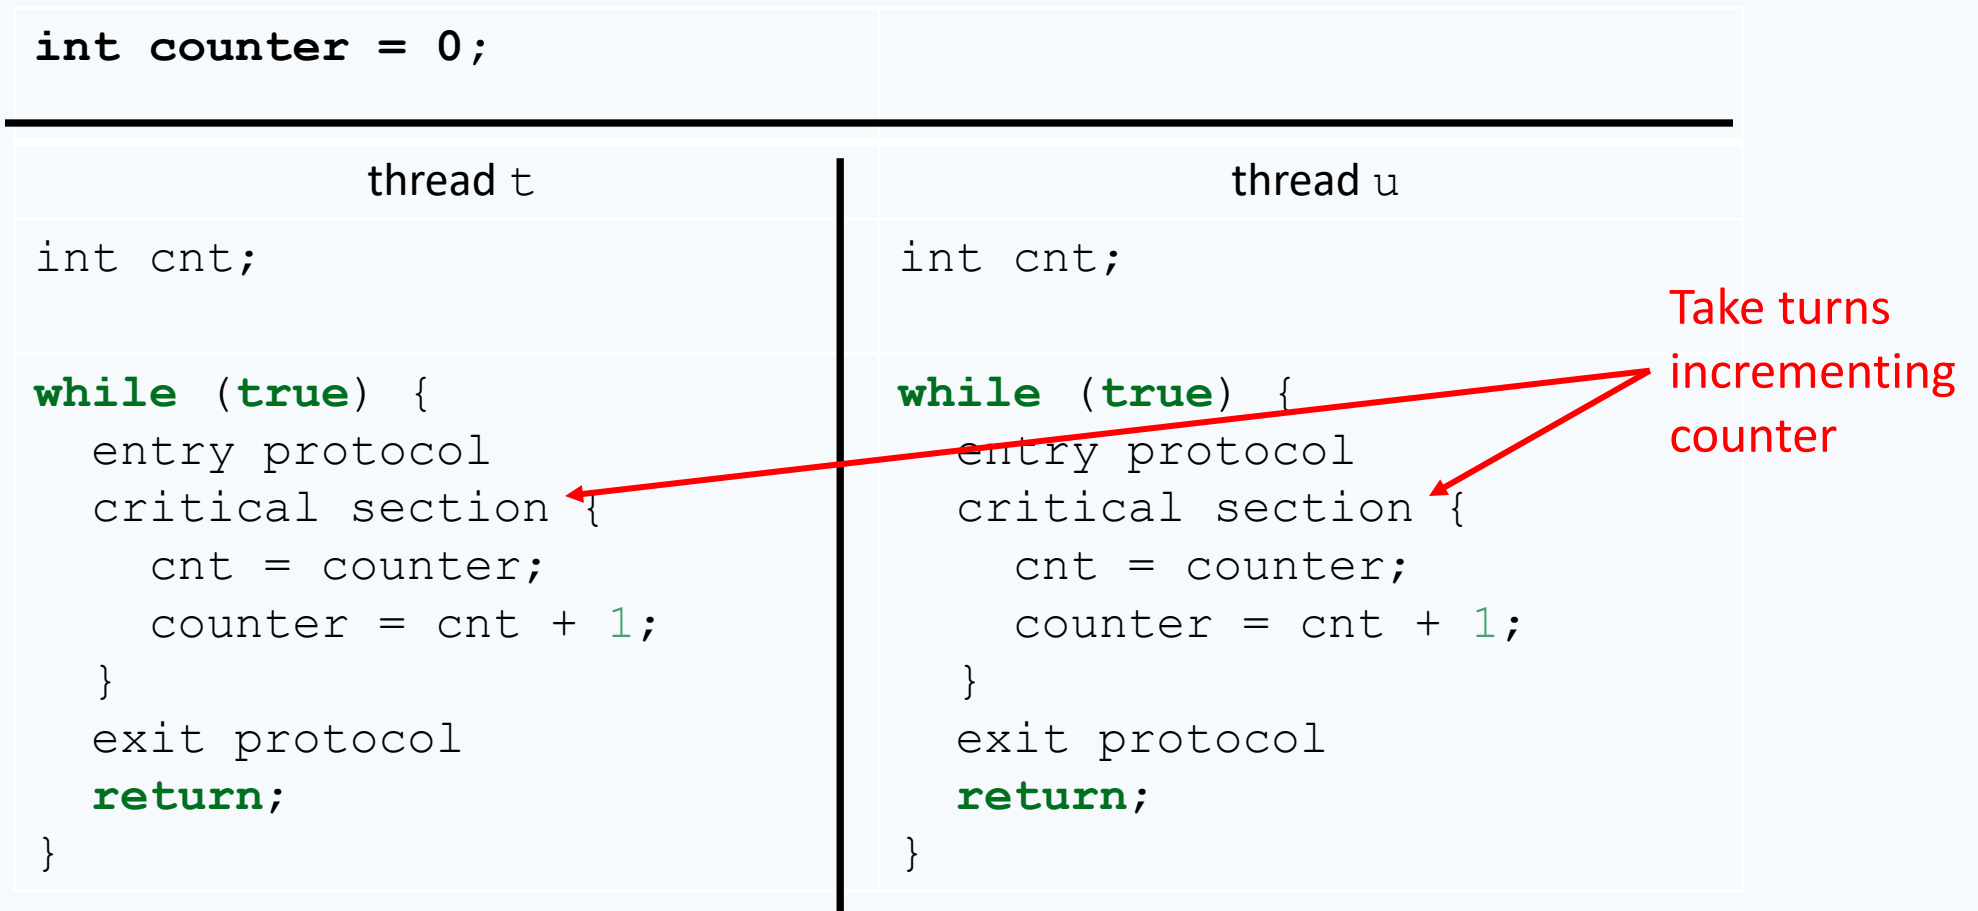 int counter = 0;
thread t
int cnt;
while (true) {
  entry protocol
  critical section {
    cnt = counter;
    counter = cnt + 1;
  }
  exit protocol
  return;
}
thread u
int cnt;
while (true) {
  entry protocol
  critical section {
    cnt = counter;
    counter = cnt + 1;
  }
  exit protocol
  return;
}
Take turns
incrementing
counter